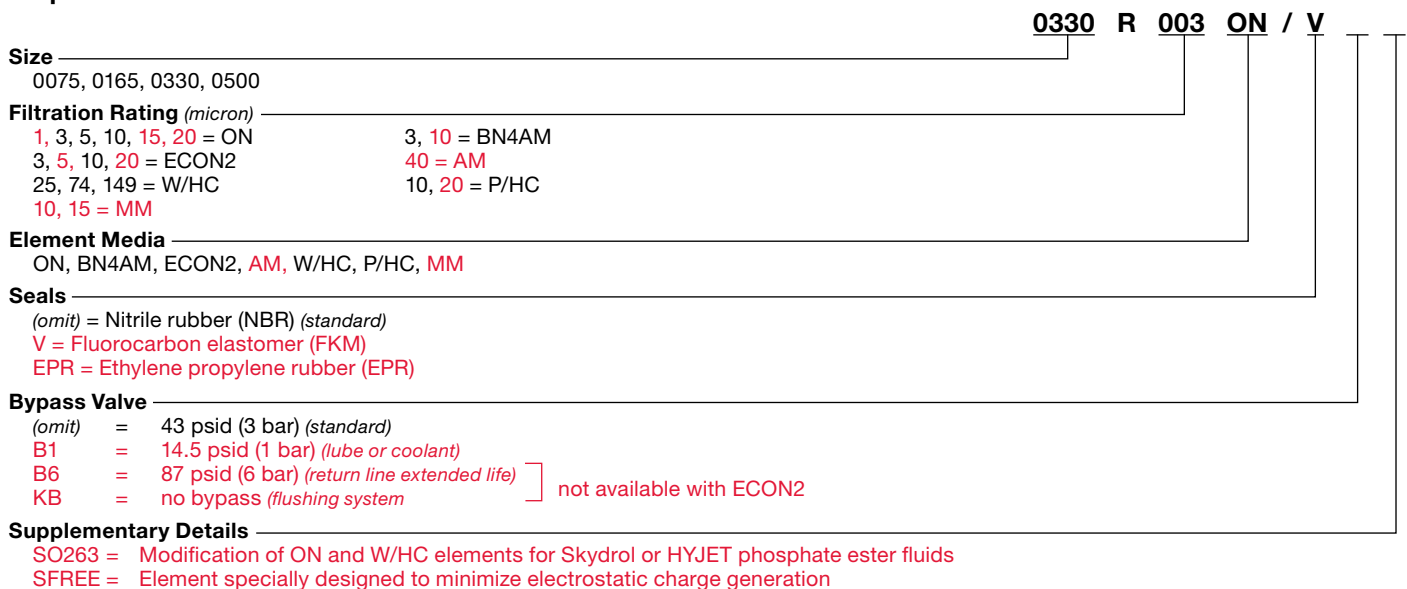 0330 R 003 ON / V
Size
0075, 0165, 0330, 0500
Filtration Rating (micron)
1, 3, 5, 10, 15, 20 = ON
3, 5, 10, 20 = ECON2
25, 74, 149 = W/HC
10, 15 = MM
3, 10 = BN4AM
40 = AM
10, 20 = P/HC
Element Media
ON, BN4AM, ECON2, AM, W/HC, P/HC, MM
Seals
(omit) = Nitrile rubber (NBR) (standard)
V = Fluorocarbon elastomer (FKM)
EPR = Ethylene propylene rubber (EPR)
Bypass Valve
(omit) = 43 psid (3 bar) (standard)
B1 = 14.5 psid (1 bar) (lube or coolant)
B6 = 87 psid (6 bar) (return line extended life)
KB = no bypass (flushing system
not available with ECON2
Supplementary Details
SO263 = Modification of ON and W/HC elements for Skydrol or HYJET phosphate ester fluids
SFREE = Element specially designed to minimize electrostatic charge generation